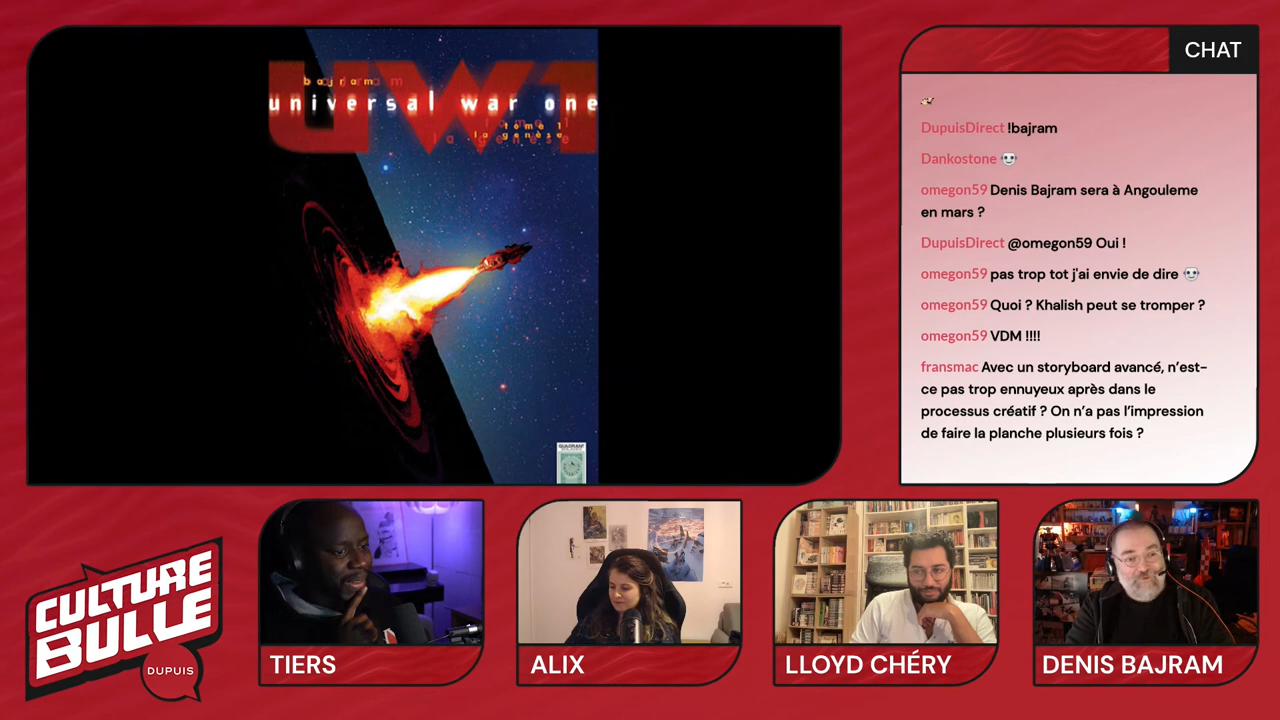 bajram
universal war one
tome 1
la genèse
CHAT
DupuisDirect !bajram
Dankostone
omegon59 Denis Bajram sera à Angouleme
en mars ?
DupuisDirect @omegon59 Oui !
omegon59 pas trop tot j'ai envie de dire
omegon59 Quoi ? Khalish peut se tromper ?
omegon59 VDM !!!!
fransmac Avec un storyboard avancé, n'est-
ce pas trop ennuyeux après dans le
processus créatif ? On n'a pas l'impression
de faire la planche plusieurs fois ?
CULTURE
BULLE
DUPUIS
TIERS
ALIX
LLOYD CHÉRY
DENIS BAJRAM
UW1